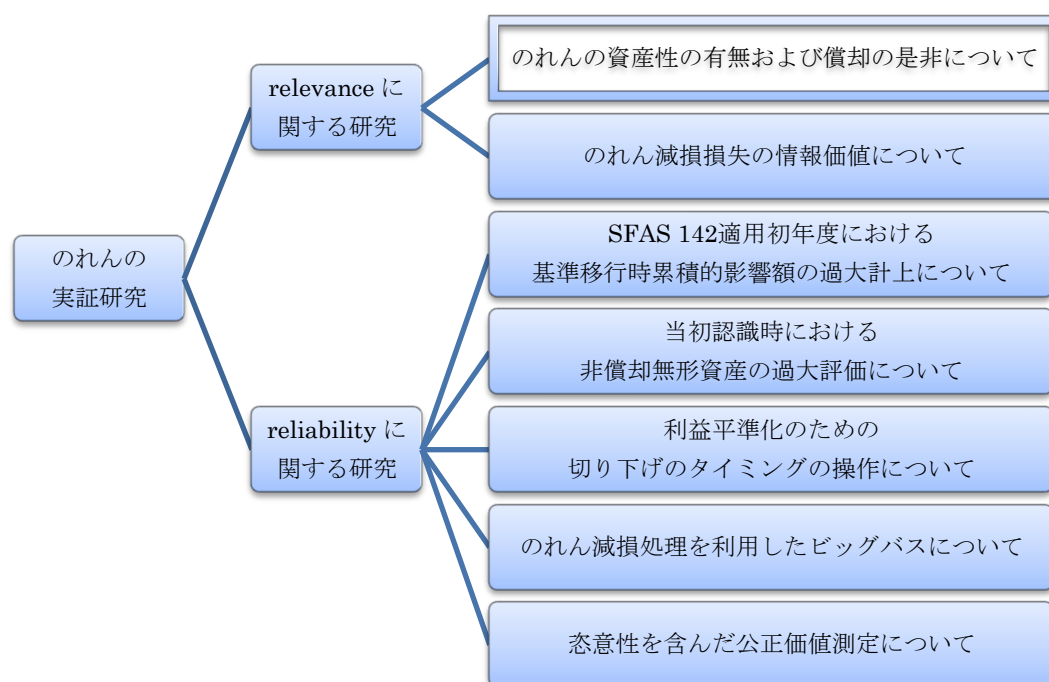 のれんの
実証研究
relevance に
関する研究
reliability に
関する研究
のれんの資産性の有無および償却の是非について
のれん減損損失の情報価値について
SFAS 142適用初年度における
基準移行時累積的影響額の過大計上について
当初認識時における
非償却無形資産の過大評価について
利益平準化のための
切り下げのタイミングの操作について
のれん減損処理を利用したビッグバスについて
恣意性を含んだ公正価値測定について